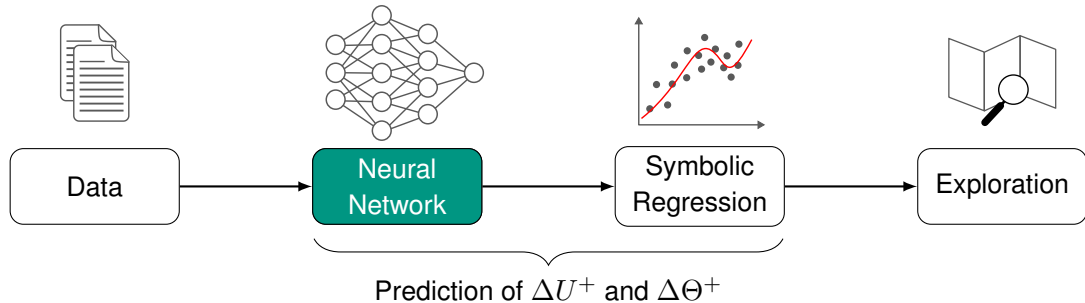 Data
Neural
Network
Symbolic
Regression
Exploration
Prediction of ΔU⁺ and ΔΘ⁺